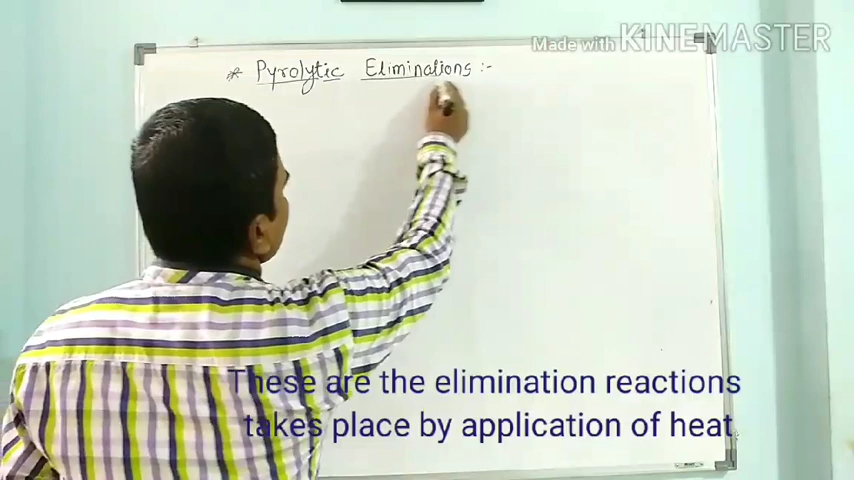 Made with KINEMASTER
* Pyrolytic Eliminations :-
These are the elimination reactions
takes place by application of heat